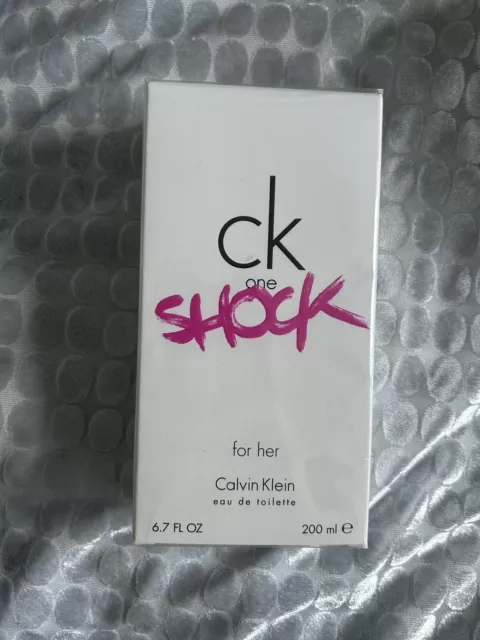 ck
one
SHOCK
for her
Calvin Klein
eau de toilette
6.7 FL OZ 200 ml ℮